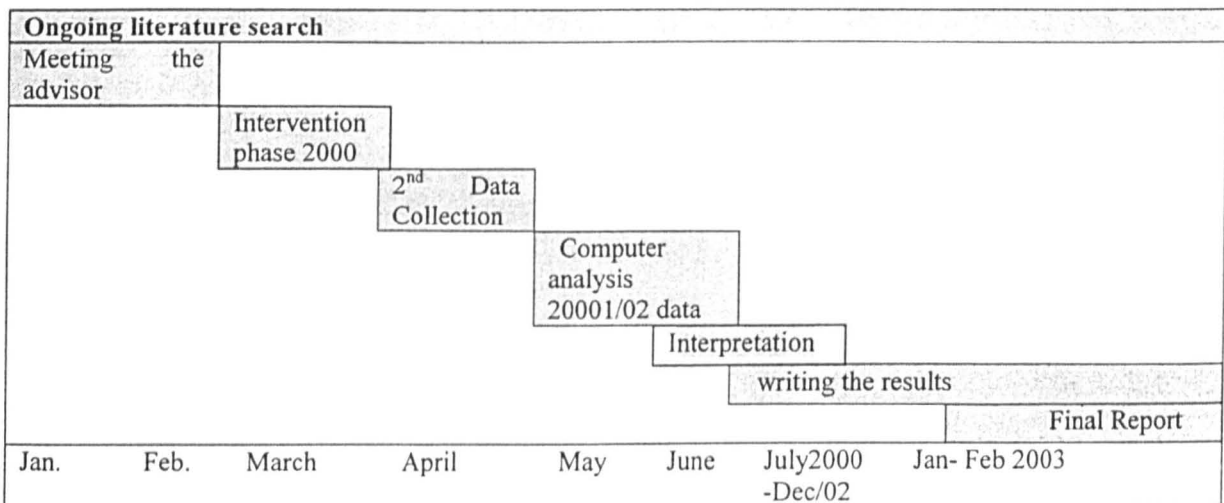 Ongoing literature search
Meeting the
advisor
Intervention
phase 2000
2nd Data
Collection
Computer
analysis
20001/02 data
Interpretation
writing the results
Final Report
Jan. Feb. March April May June July2000 Jan- Feb 2003
-Dec/02